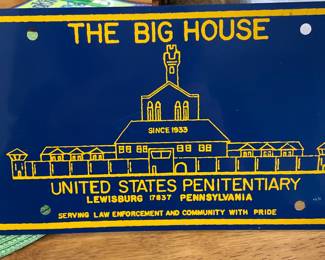 THE BIG HOUSE
SINCE 1933
UNITED STATES PENITENTIARY
LEWISBURG 17837 PENNSYLVANIA
SERVING LAW ENFORCEMENT AND COMMUNITY WITH PRIDE